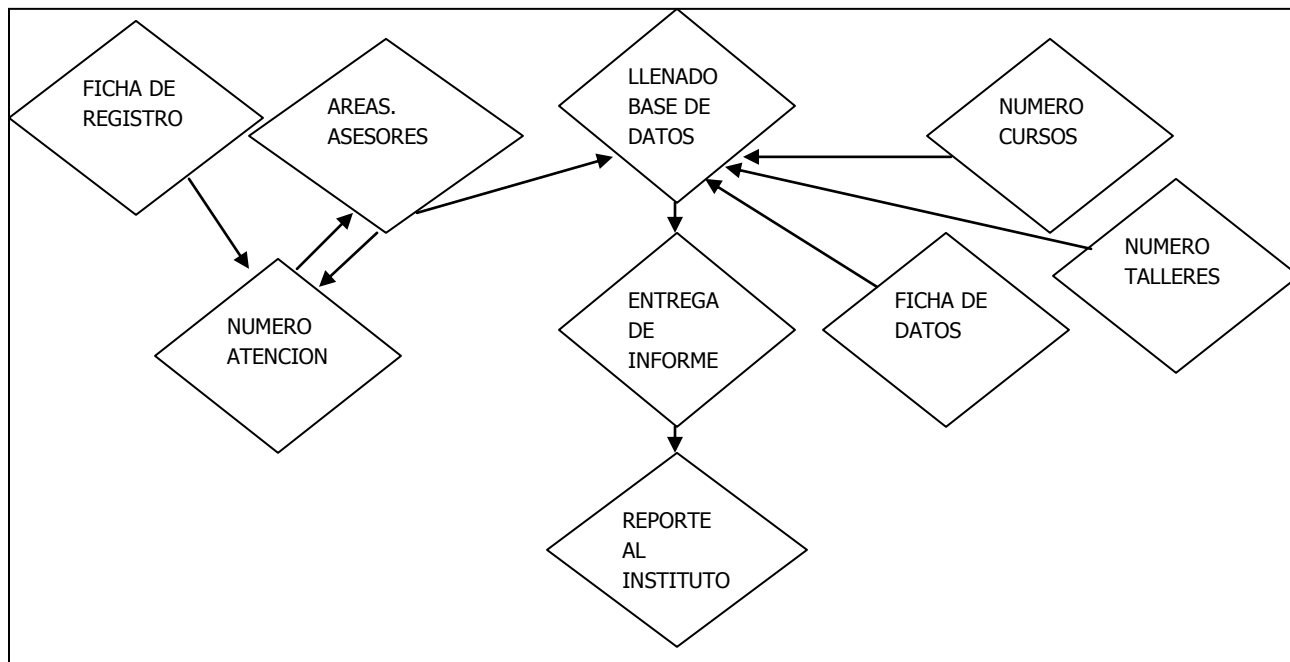 FICHA DE
REGISTRO
AREAS.
ASESORES
LLENADO
BASE DE
DATOS
NUMERO
CURSOS
NUMERO
TALLERES
NUMERO
ATENCION
ENTREGA
DE
INFORME
FICHA DE
DATOS
REPORTE
AL
INSTITUTO